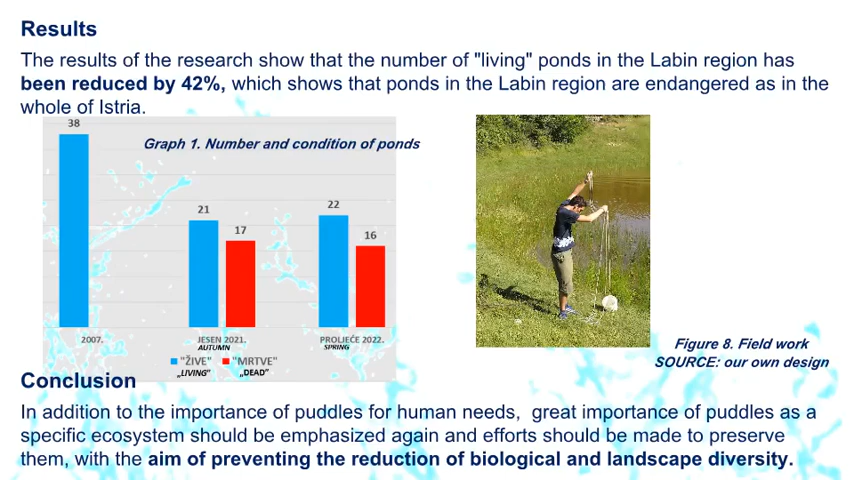 Results
The results of the research show that the number of "living" ponds in the Labin region has
been reduced by 42%, which shows that ponds in the Labin region are endangered as in the
whole of Istria.
Graph 1. Number and condition of ponds
38
21
17
22
16
2007.
JESEN 2021.
AUTUMN
PROLJEĆE 2022.
SPRING
"ŽIVE"
"MRTVE"
„LIVING"
„DEAD"
Figure 8. Field work
SOURCE: our own design
Conclusion
In addition to the importance of puddles for human needs, great importance of puddles as a
specific ecosystem should be emphasized again and efforts should be made to preserve
them, with the aim of preventing the reduction of biological and landscape diversity.